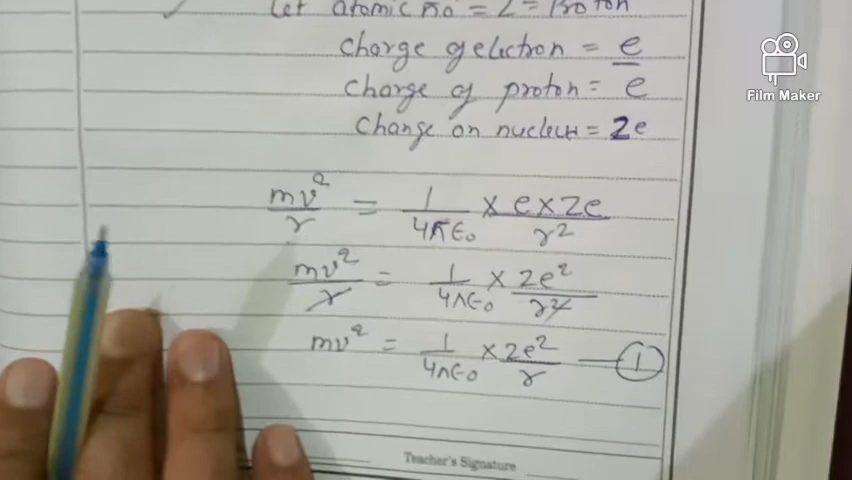 Let atomic no = Z = Proton
Film Maker
charge of electron = e
charge of proton = e
Charge on nucleus = Ze
mv²/r = 1/4πε₀ × e×Ze/r²
mv²/r = 1/4πε₀ × Ze²/r²
mv² = 1/4πε₀ × Ze²/r — 1
Teacher's Signature